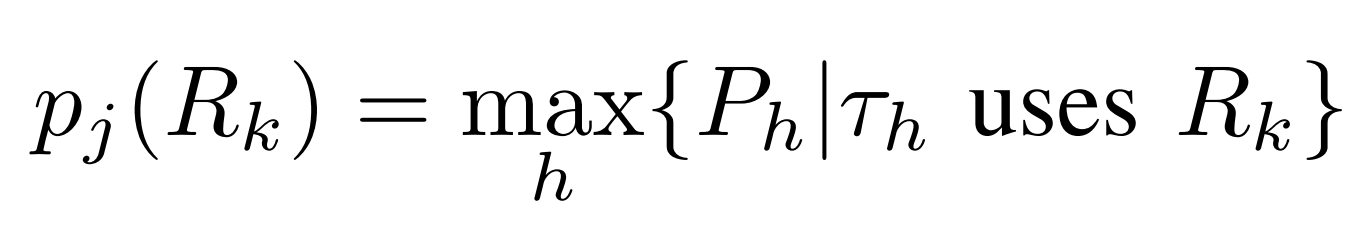 p_j(R_k) = \max_h\{P_h | \tau_h \text{ uses } R_k\}